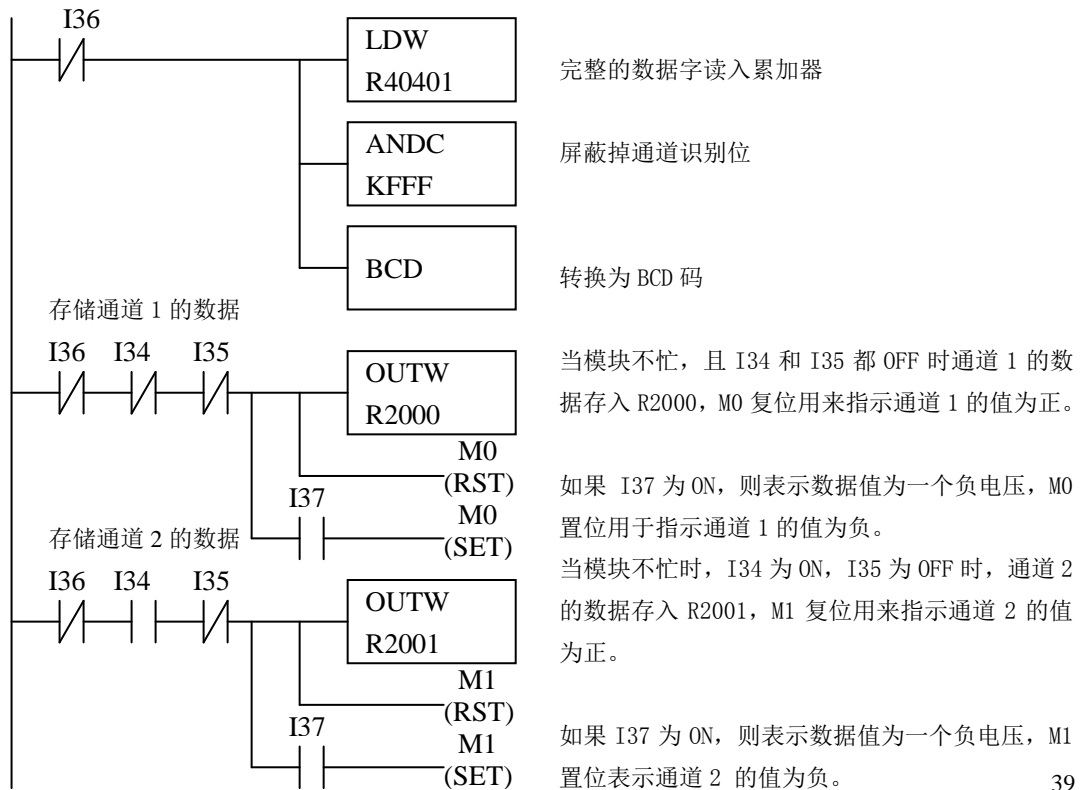 I36
LDW
R40401
完整的数据字读入累加器
ANDC
KFFF
屏蔽掉通道识别位
BCD
转换为 BCD 码
存储通道 1 的数据
I36 I34 I35
OUTW
R2000
当模块不忙，且 I34 和 I35 都 OFF 时通道 1 的数
据存入 R2000，M0 复位用来指示通道 1 的值为正。
M0
(RST)
I37
M0
(SET)
如果 I37 为 ON，则表示数据值为一个负电压，M0
置位用于指示通道 1 的值为负。
存储通道 2 的数据
I36 I34 I35
OUTW
R2001
当模块不忙时，I34 为 ON，I35 为 OFF 时，通道 2
的数据存入 R2001，M1 复位用来指示通道 2 的值
为正。
M1
(RST)
I37
M1
(SET)
如果 I37 为 ON，则表示数据值为一个负电压，M1
置位表示通道 2 的值为负。
39